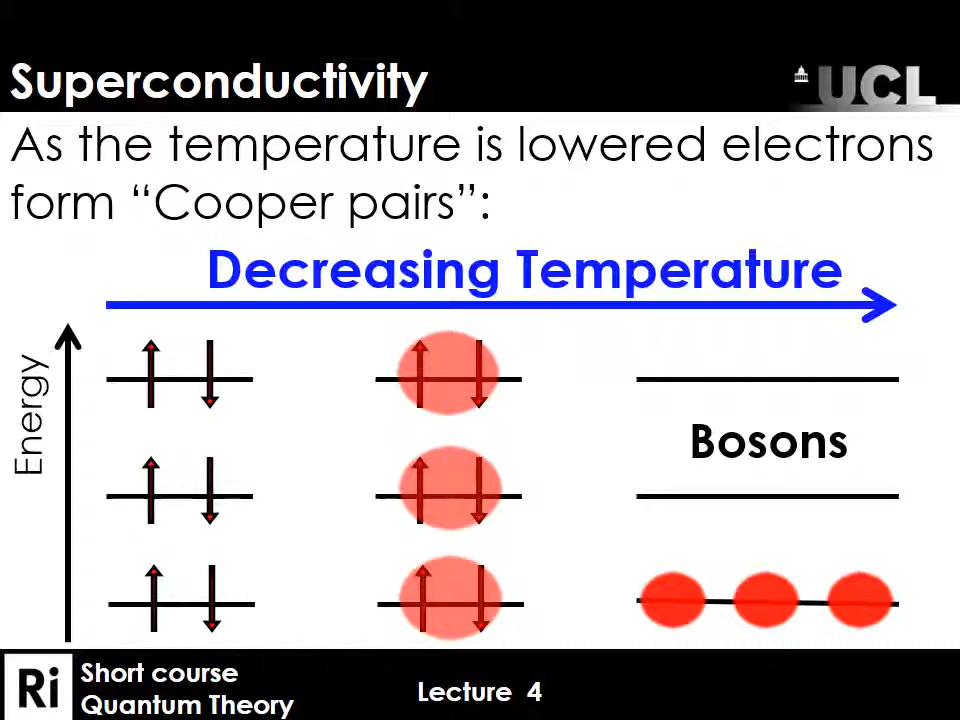 Superconductivity
UCL
As the temperature is lowered electrons
form “Cooper pairs”:
Decreasing Temperature
Energy
Bosons
Ri
Short course
Quantum Theory
Lecture 4